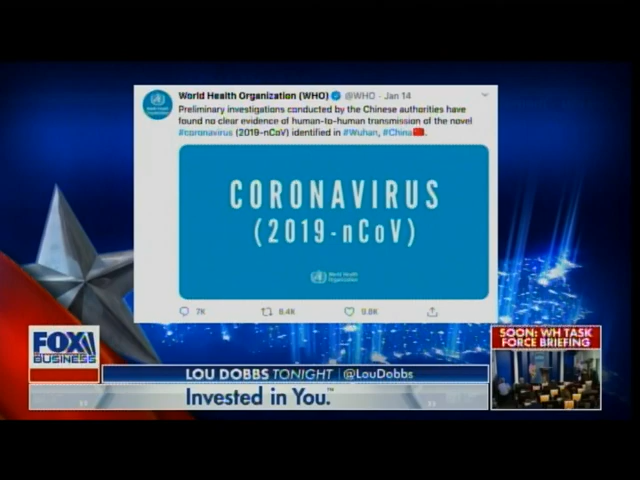 World Health Organization (WHO) @WHO · Jan 14
Preliminary investigations conducted by the Chinese authorities have
found no clear evidence of human-to-human transmission of the novel
#coronavirus (2019-nCoV) identified in #Wuhan, #China🇨🇳.
CORONAVIRUS
(2019-nCoV)
World Health
Organization
7K 8.4K 9.8K
SOON: WH TASK
FORCE BRIEFING
FOX
BUSINESS
LOU DOBBS TONIGHT @LouDobbs
Invested in You.™